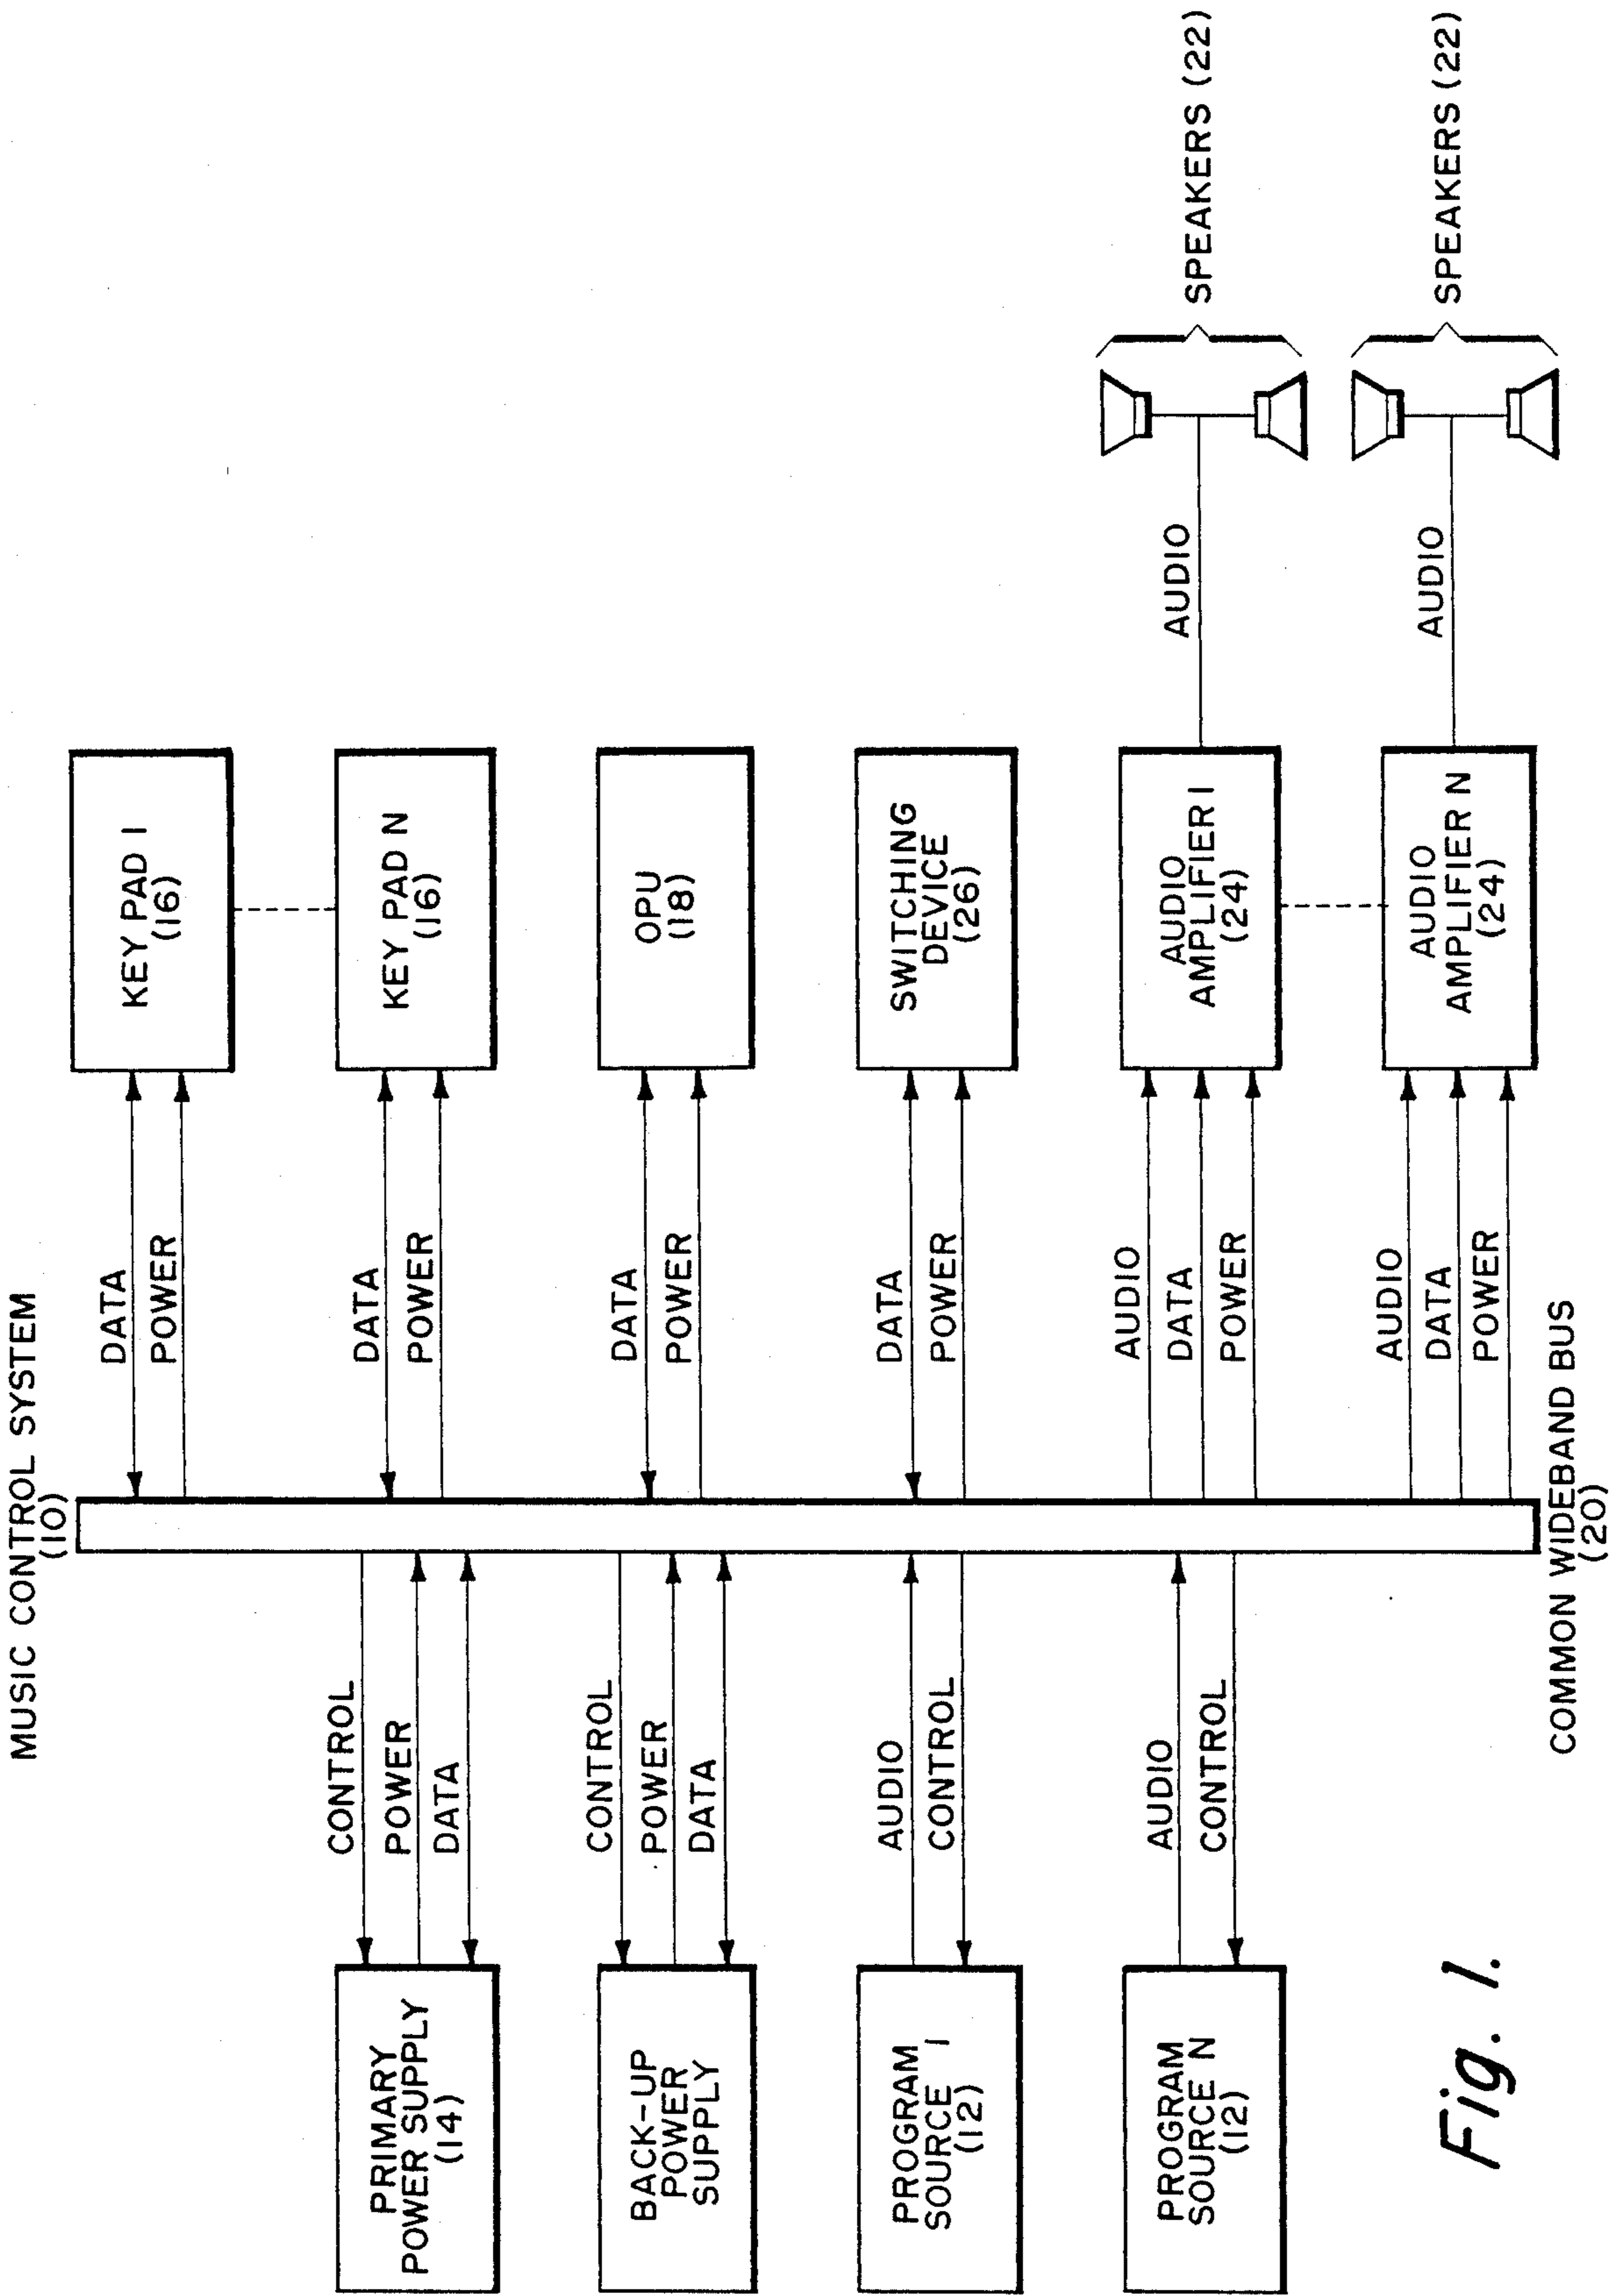 MUSIC CONTROL SYSTEM
(10)
CONTROL
POWER
DATA
PRIMARY
POWER SUPPLY
(14)
CONTROL
POWER
DATA
BACK-UP
POWER
SUPPLY
AUDIO
CONTROL
PROGRAM
SOURCE 1
(12)
AUDIO
CONTROL
PROGRAM
SOURCE N
(12)
DATA
POWER
KEY PAD 1
(16)
DATA
POWER
KEY PAD N
(16)
DATA
POWER
OPU
(18)
DATA
POWER
SWITCHING
DEVICE
(26)
AUDIO
DATA
POWER
AUDIO
AMPLIFIER 1
(24)
AUDIO
SPEAKERS (22)
AUDIO
DATA
POWER
AUDIO
AMPLIFIER N
(24)
AUDIO
SPEAKERS (22)
COMMON WIDEBAND BUS
(20)
Fig. 1.